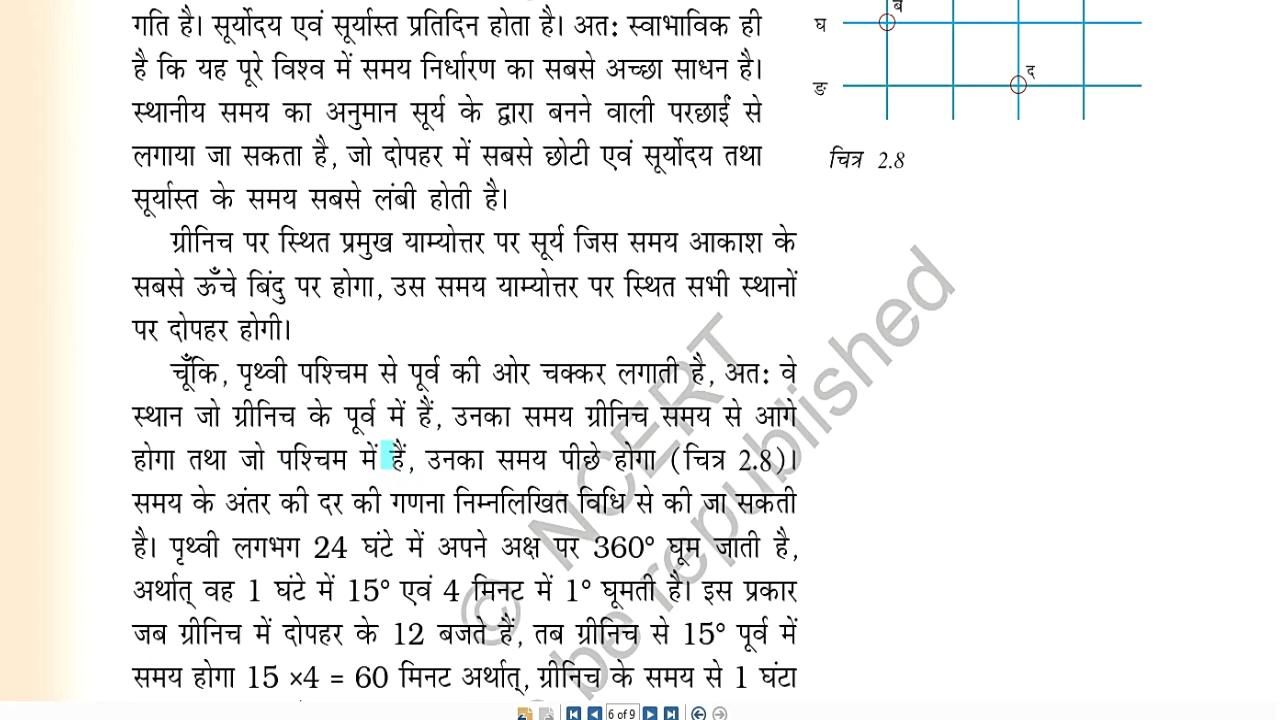 गति है। सूर्योदय एवं सूर्यास्त प्रतिदिन होता है। अत: स्वाभाविक ही
है कि यह पूरे विश्व में समय निर्धारण का सबसे अच्छा साधन है।
स्थानीय समय का अनुमान सूर्य के द्वारा बनने वाली परछाईं से
लगाया जा सकता है, जो दोपहर में सबसे छोटी एवं सूर्योदय तथा
सूर्यास्त के समय सबसे लंबी होती है।
ग्रीनिच पर स्थित प्रमुख याम्योत्तर पर सूर्य जिस समय आकाश के
सबसे ऊँचे बिंदु पर होगा, उस समय याम्योत्तर पर स्थित सभी स्थानों
पर दोपहर होगी।
चूँकि, पृथ्वी पश्चिम से पूर्व की ओर चक्कर लगाती है, अत: वे
स्थान जो ग्रीनिच के पूर्व में हैं, उनका समय ग्रीनिच समय से आगे
होगा तथा जो पश्चिम में हैं, उनका समय पीछे होगा (चित्र 2.8)।
समय के अंतर की दर की गणना निम्नलिखित विधि से की जा सकती
है। पृथ्वी लगभग 24 घंटे में अपने अक्ष पर 360° घूम जाती है,
अर्थात् वह 1 घंटे में 15° एवं 4 मिनट में 1° घूमती है। इस प्रकार
जब ग्रीनिच में दोपहर के 12 बजते हैं, तब ग्रीनिच से 15° पूर्व में
समय होगा 15 ×4 = 60 मिनट अर्थात्, ग्रीनिच के समय से 1 घंटा
ब
घ
द
ङ
चित्र 2.8
© NCERT
be republished
6 of 9